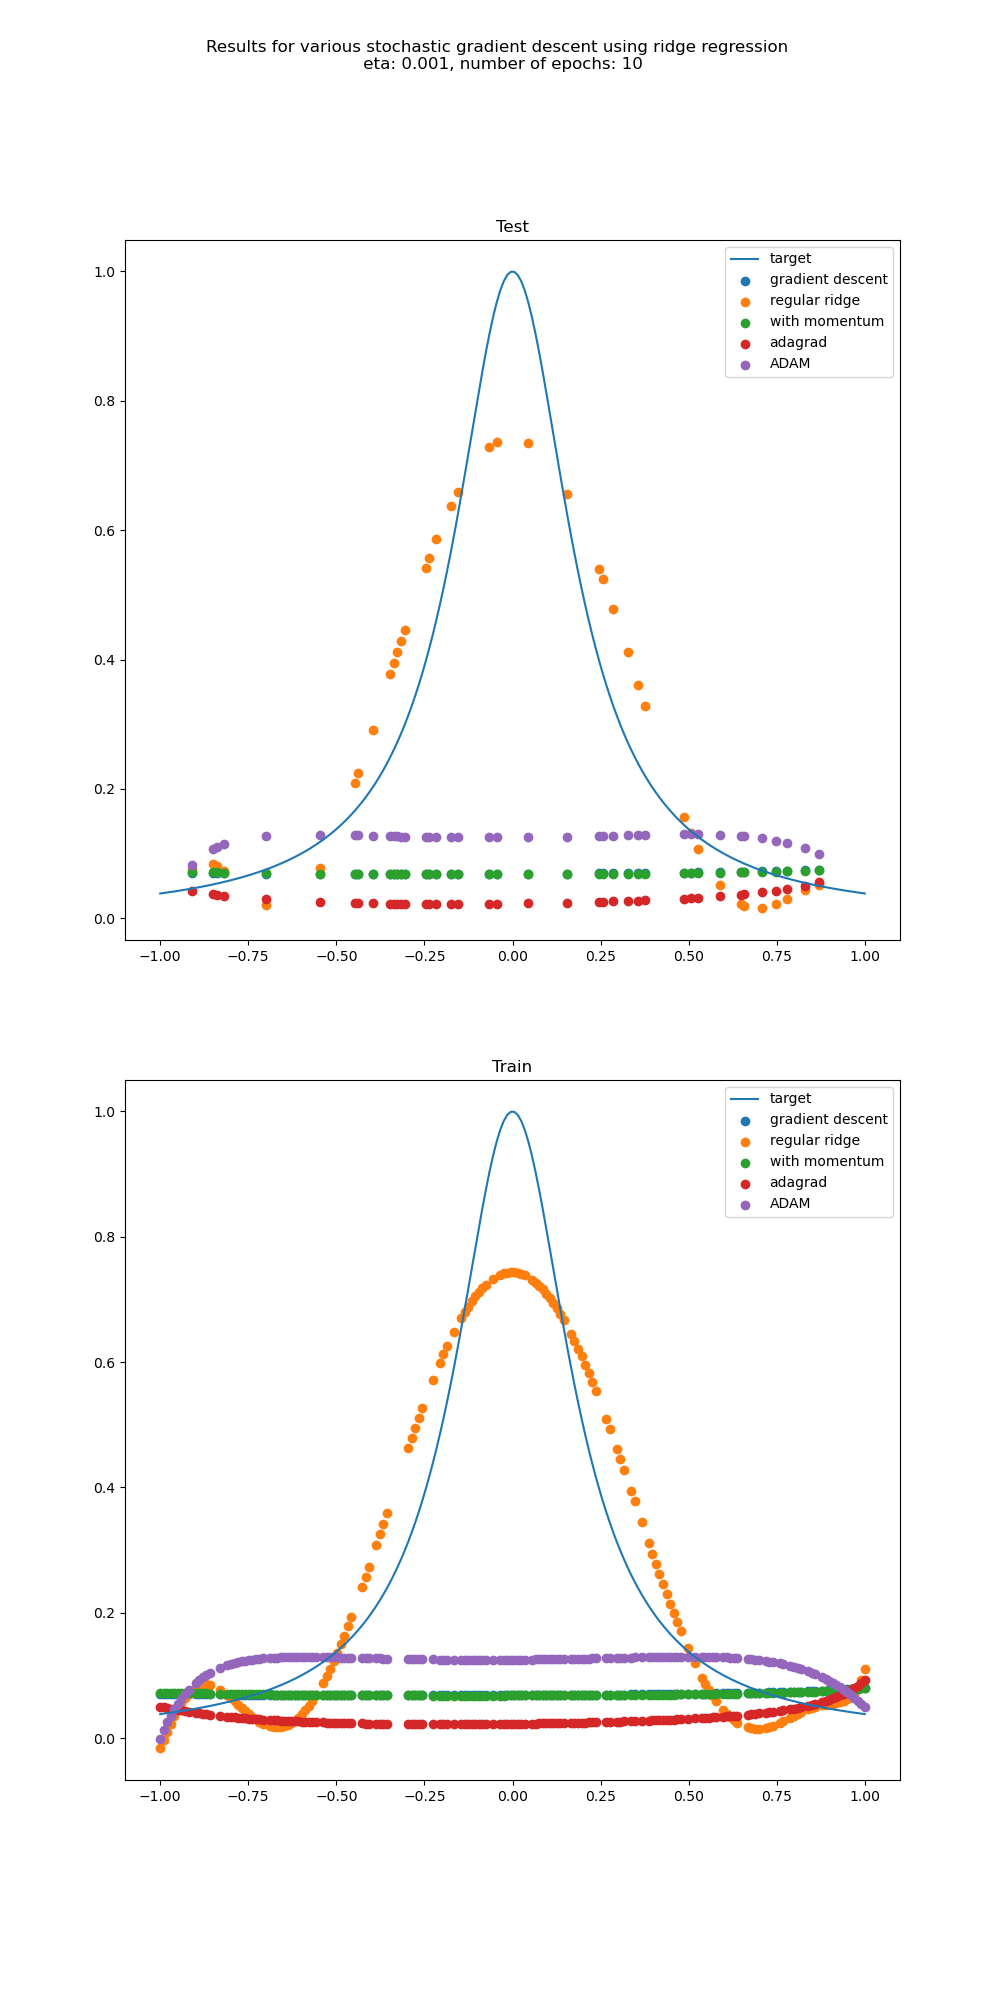 Results for various stochastic gradient descent using ridge regression
eta: 0.001, number of epochs: 10
Test
target
gradient descent
regular ridge
with momentum
adagrad
ADAM
1.0
0.8
0.6
0.4
0.2
0.0
−1.00 −0.75 −0.50 −0.25 0.00 0.25 0.50 0.75 1.00
Train
target
gradient descent
regular ridge
with momentum
adagrad
ADAM
1.0
0.8
0.6
0.4
0.2
0.0
−1.00 −0.75 −0.50 −0.25 0.00 0.25 0.50 0.75 1.00